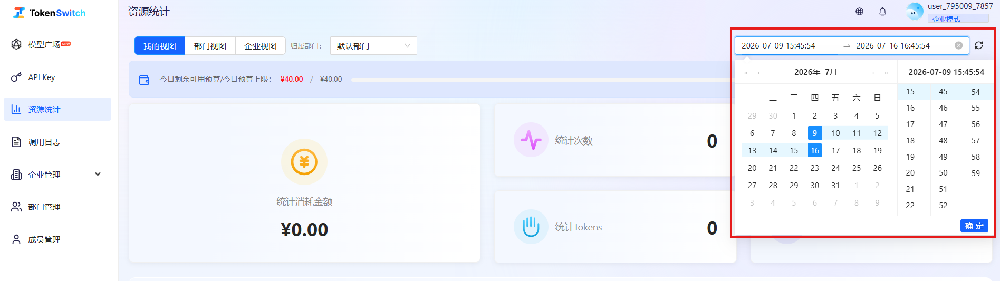 TokenSwitch
模型广场 NEW
API Key
资源统计
调用日志
企业管理
部门管理
成员管理
资源统计
user_795009_7857
企业模式
我的视图 部门视图 企业视图 归属部门： 默认部门
2026-07-09 15:45:54 2026-07-16 16:45:54
今日剩余可用预算/今日预算上限： ¥40.00 / ¥40.00
统计消耗金额
¥0.00
统计次数 0
统计Tokens 0
« ‹ 2026年 7月 › » 2026-07-09 15:45:54
一 二 三 四 五 六 日
29 30 1 2 3 4 5
6 7 8 9 10 11 12
13 14 15 16 17 18 19
20 21 22 23 24 25 26
27 28 29 30 31 1 2
3 4 5 6 7 8 9
15 45 54
16 46 55
17 47 56
18 48 57
19 49 58
20 50 59
21 51
22 52
确 定